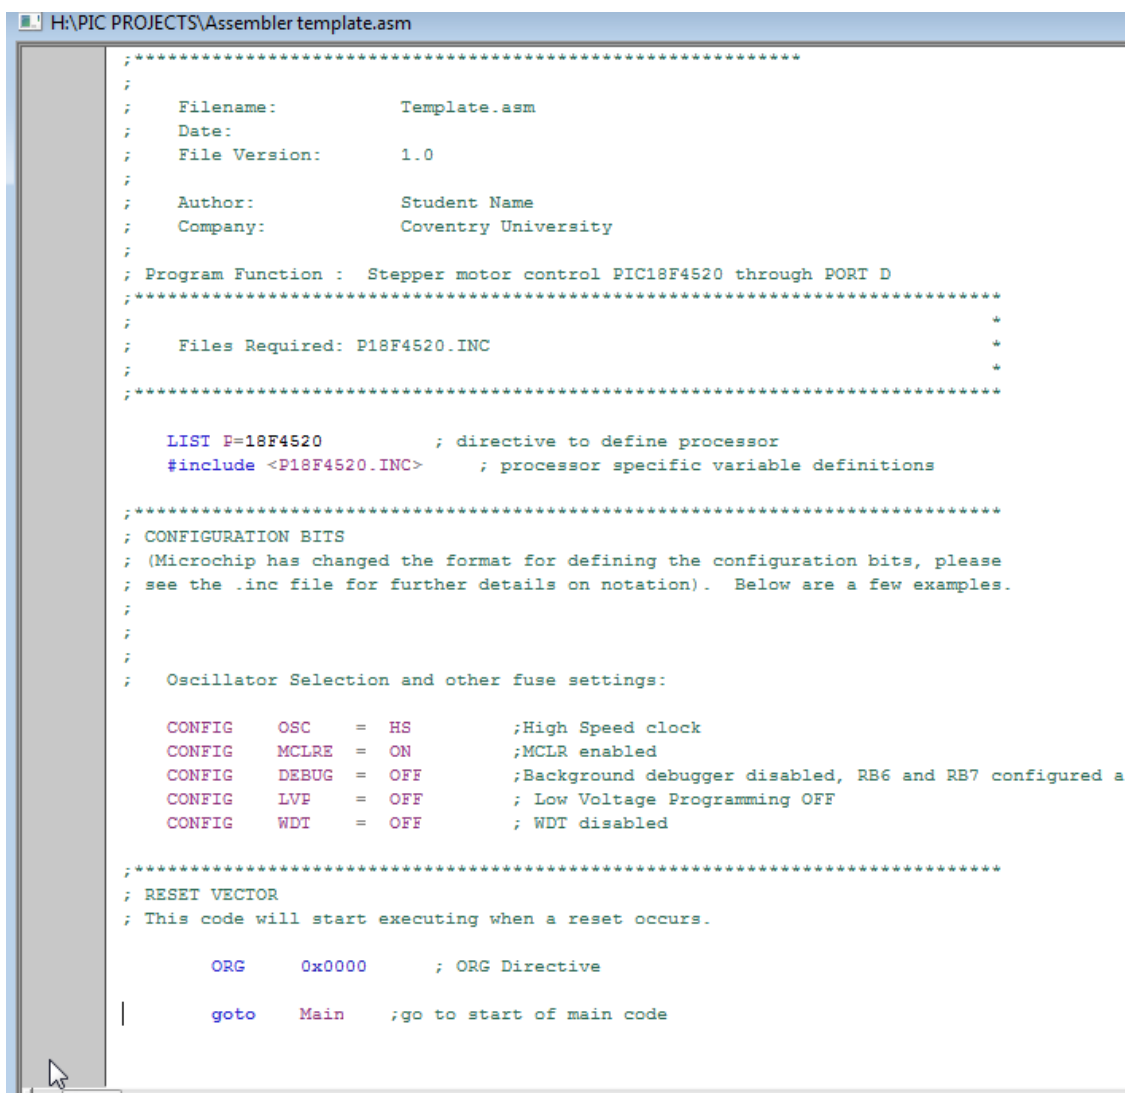 H:\PIC PROJECTS\Assembler template.asm
;************************************************************
;
;    Filename:           Template.asm
;    Date:
;    File Version:       1.0
;
;    Author:             Student Name
;    Company:            Coventry University
;
; Program Function :  Stepper motor control PIC18F4520 through PORT D
;******************************************************************************
;                                                                              *
;    Files Required: P18F4520.INC                                              *
;                                                                              *
;******************************************************************************
    LIST P=18F4520          ; directive to define processor
    #include <P18F4520.INC>     ; processor specific variable definitions
;******************************************************************************
; CONFIGURATION BITS
; (Microchip has changed the format for defining the configuration bits, please
; see the .inc file for further details on notation).  Below are a few examples.
;
;
;
;   Oscillator Selection and other fuse settings:
    CONFIG    OSC    =  HS         ;High Speed clock
    CONFIG    MCLRE  =  ON         ;MCLR enabled
    CONFIG    DEBUG  =  OFF        ;Background debugger disabled, RB6 and RB7 configured a
    CONFIG    LVP    =  OFF        ; Low Voltage Programming OFF
    CONFIG    WDT    =  OFF        ; WDT disabled
;******************************************************************************
; RESET VECTOR
; This code will start executing when a reset occurs.
        ORG     0x0000      ; ORG Directive
        goto    Main    ;go to start of main code